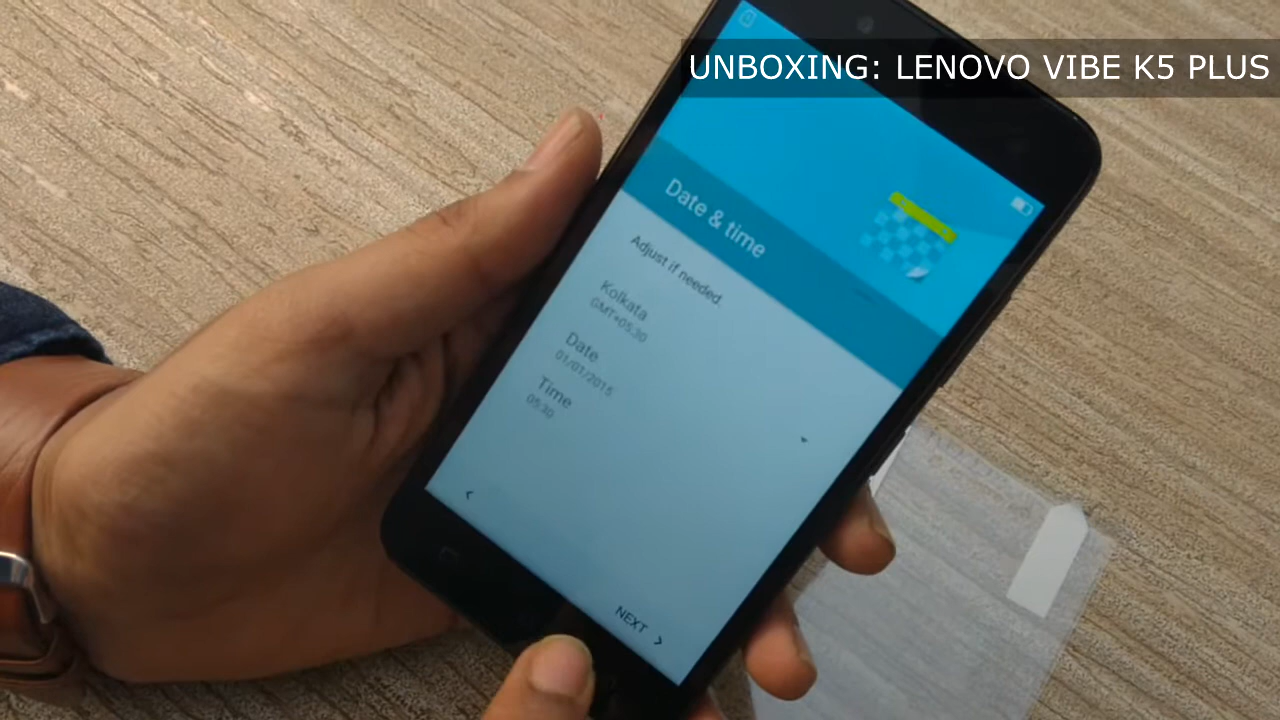 UNBOXING: LENOVO VIBE K5 PLUS
Date & time
Adjust if needed.
Kolkata
GMT+05:30
Date
01/01/2015
Time
05:30
NEXT